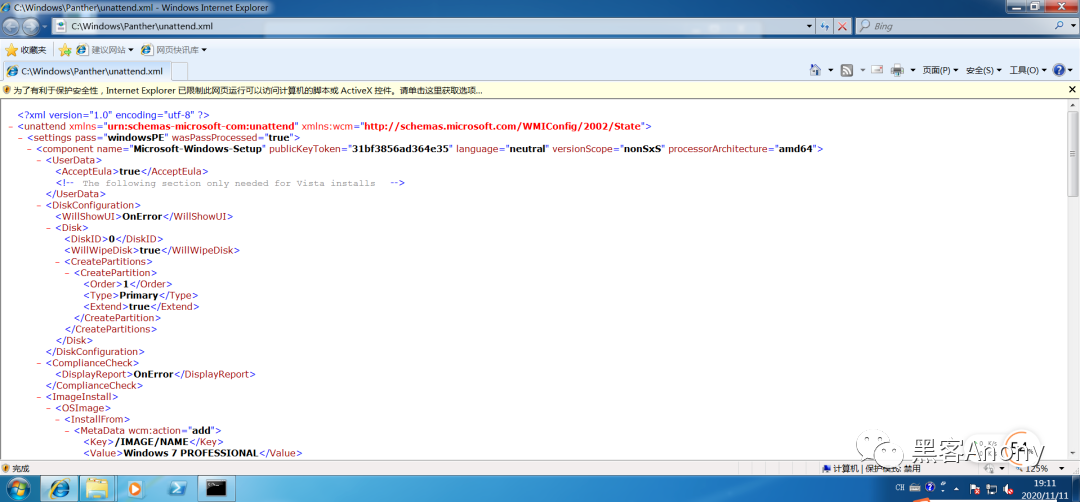 C:\Windows\Panther\unattend.xml - Windows Internet Explorer
C:\Windows\Panther\unattend.xml
Bing
收藏夹 建议网站 网页快讯库
C:\Windows\Panther\unattend.xml
页面(P) 安全(S) 工具(O)
为了有利于保护安全性，Internet Explorer 已限制此网页运行可以访问计算机的脚本或 ActiveX 控件。请单击这里获取选项...
<?xml version="1.0" encoding="utf-8" ?>
- <unattend xmlns="urn:schemas-microsoft-com:unattend" xmlns:wcm="http://schemas.microsoft.com/WMIConfig/2002/State">
- <settings pass="windowsPE" wasPassProcessed="true">
- <component name="Microsoft-Windows-Setup" publicKeyToken="31bf3856ad364e35" language="neutral" versionScope="nonSxS" processorArchitecture="amd64">
- <UserData>
<AcceptEula>true</AcceptEula>
<!-- The following section only needed for Vista installs -->
</UserData>
- <DiskConfiguration>
<WillShowUI>OnError</WillShowUI>
- <Disk>
<DiskID>0</DiskID>
<WillWipeDisk>true</WillWipeDisk>
- <CreatePartitions>
- <CreatePartition>
<Order>1</Order>
<Type>Primary</Type>
<Extend>true</Extend>
</CreatePartition>
</CreatePartitions>
</Disk>
</DiskConfiguration>
- <ComplianceCheck>
<DisplayReport>OnError</DisplayReport>
</ComplianceCheck>
- <ImageInstall>
- <OSImage>
- <InstallFrom>
- <MetaData wcm:action="add">
<Key>/IMAGE/NAME</Key>
<Value>Windows 7 PROFESSIONAL</Value>
黑客Anony
完成
计算机 | 保护模式: 禁用
125%
CH
19:11
2020/11/11